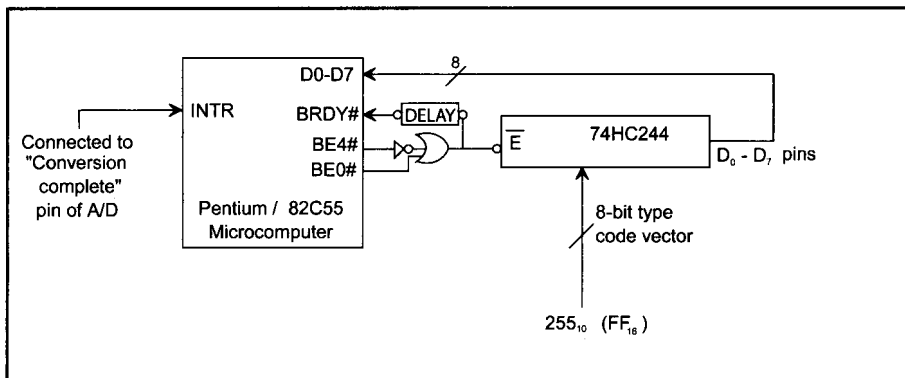 8
D0-D7
INTR
BRDY#
DELAY
BE4#
BE0#
E
74HC244
D₀ - D₇ pins
Connected to
"Conversion
complete"
pin of A/D
Pentium / 82C55
Microcomputer
8-bit type
code vector
255₁₀ (FF₁₆)